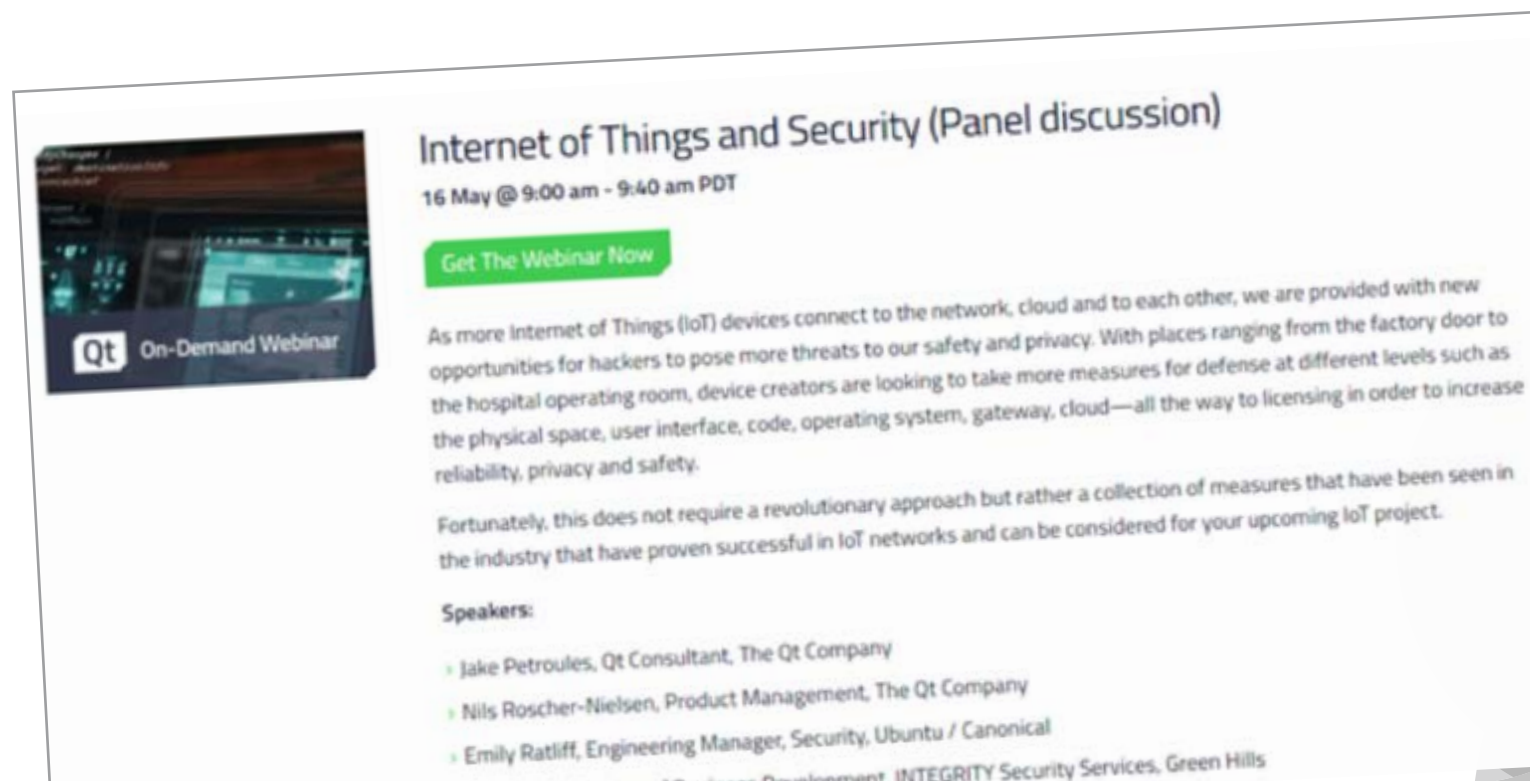 Internet of Things and Security (Panel discussion)
16 May @ 9:00 am - 9:40 am PDT
Get The Webinar Now
Qt On-Demand Webinar
As more Internet of Things (IoT) devices connect to the network, cloud and to each other, we are provided with new
opportunities for hackers to pose more threats to our safety and privacy. With places ranging from the factory door to
the hospital operating room, device creators are looking to take more measures for defense at different levels such as
the physical space, user interface, code, operating system, gateway, cloud—all the way to licensing in order to increase
reliability, privacy and safety.
Fortunately, this does not require a revolutionary approach but rather a collection of measures that have been seen in
the industry that have proven successful in IoT networks and can be considered for your upcoming IoT project.
Speakers:
Jake Petroules, Qt Consultant, The Qt Company
Nils Roscher-Nielsen, Product Management, The Qt Company
Emily Ratliff, Engineering Manager, Security, Ubuntu / Canonical
Development, INTEGRITY Security Services, Green Hills